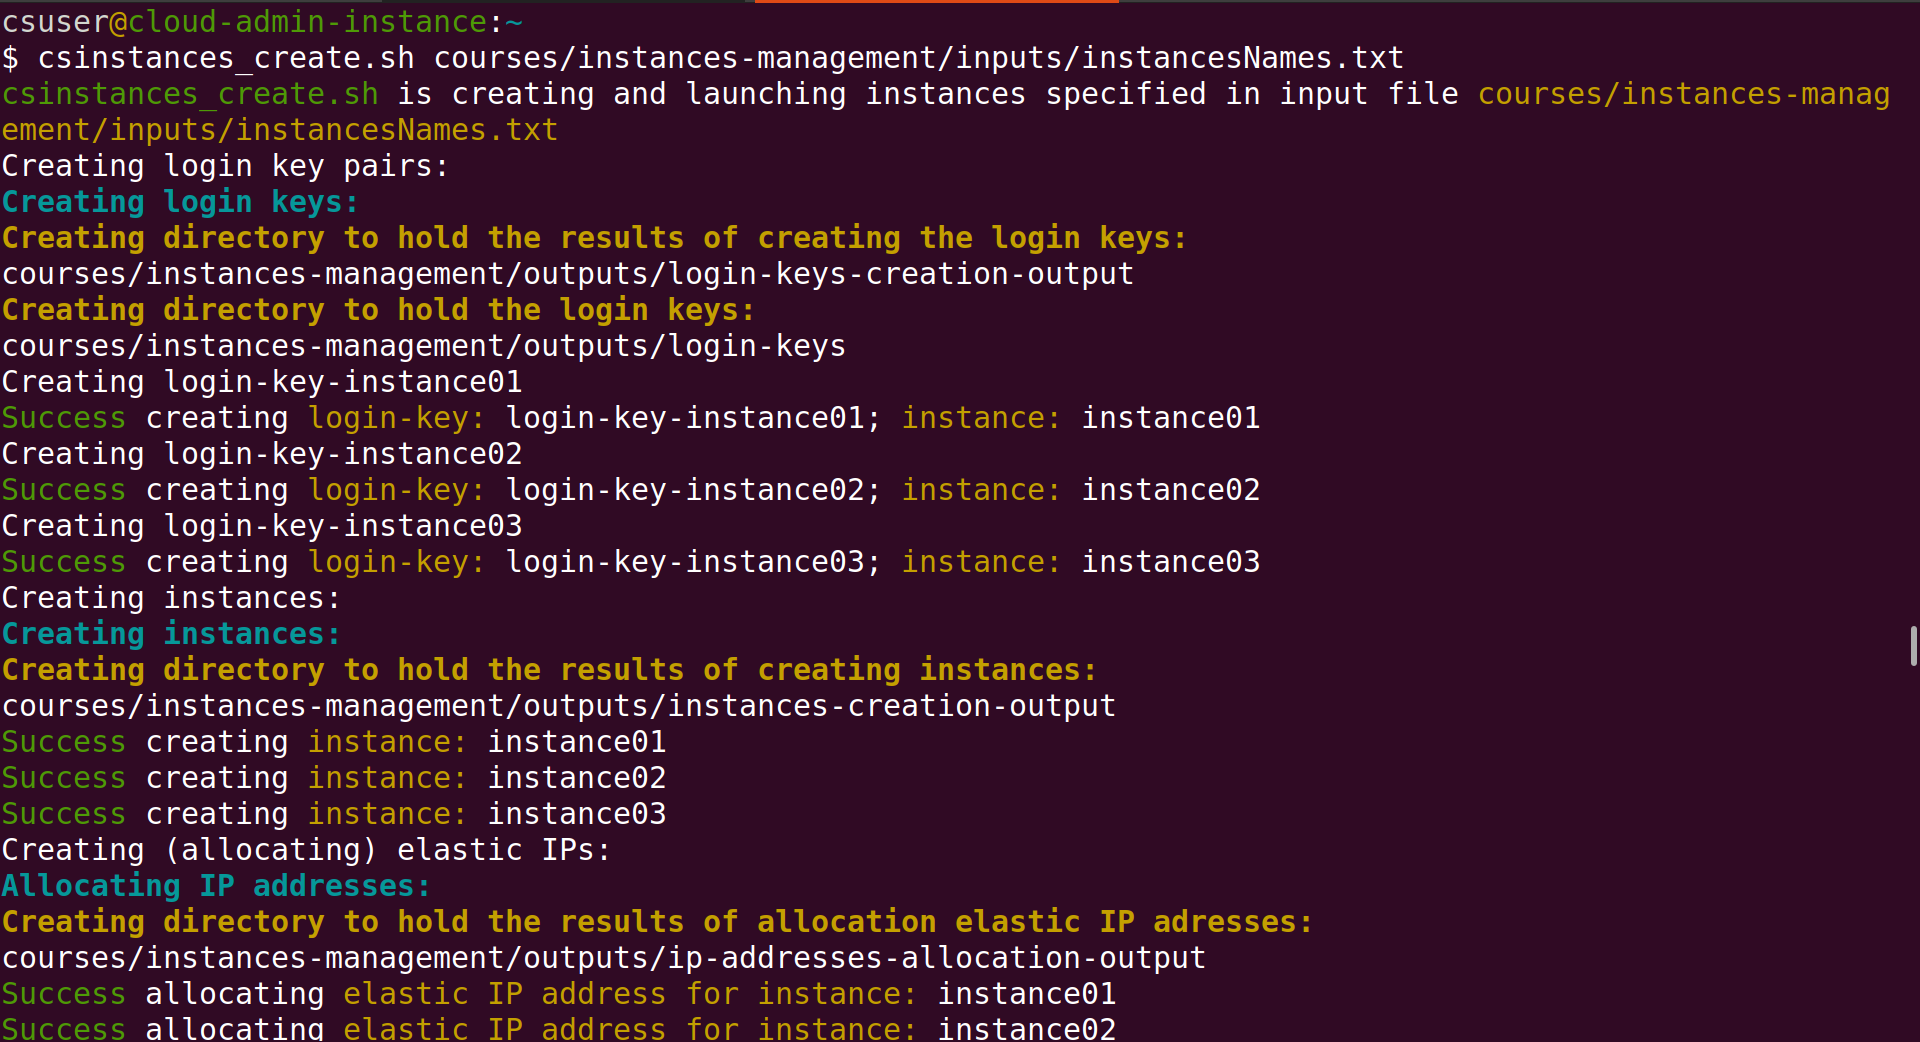 csuser@cloud-admin-instance:~
$ csinstances_create.sh courses/instances-management/inputs/instancesNames.txt
csinstances_create.sh is creating and launching instances specified in input file courses/instances-manag
ement/inputs/instancesNames.txt
Creating login key pairs:
Creating login keys:
Creating directory to hold the results of creating the login keys:
courses/instances-management/outputs/login-keys-creation-output
Creating directory to hold the login keys:
courses/instances-management/outputs/login-keys
Creating login-key-instance01
Success creating login-key: login-key-instance01; instance: instance01
Creating login-key-instance02
Success creating login-key: login-key-instance02; instance: instance02
Creating login-key-instance03
Success creating login-key: login-key-instance03; instance: instance03
Creating instances:
Creating instances:
Creating directory to hold the results of creating instances:
courses/instances-management/outputs/instances-creation-output
Success creating instance: instance01
Success creating instance: instance02
Success creating instance: instance03
Creating (allocating) elastic IPs:
Allocating IP addresses:
Creating directory to hold the results of allocation elastic IP adresses:
courses/instances-management/outputs/ip-addresses-allocation-output
Success allocating elastic IP address for instance: instance01
Success allocating elastic IP address for instance: instance02